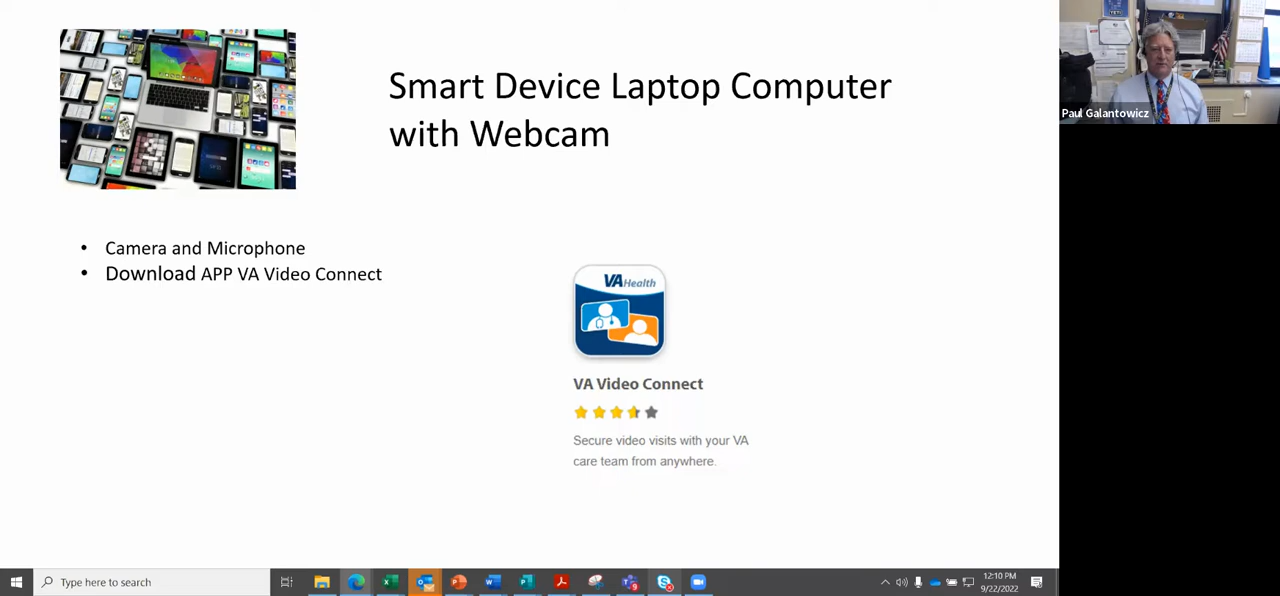 Smart Device Laptop Computer
with Webcam
• Camera and Microphone
• Download APP VA Video Connect
VA Health
VA Video Connect
Secure video visits with your VA
care team from anywhere.
Paul Galantowicz
Type here to search
12:10 PM
9/22/2022